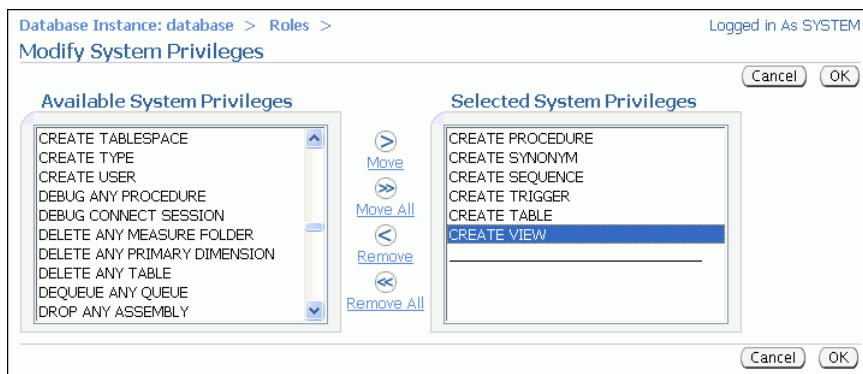 Database Instance: database > Roles >
Logged in As SYSTEM
Modify System Privileges
Cancel OK
Available System Privileges
CREATE TABLESPACE
CREATE TYPE
CREATE USER
DEBUG ANY PROCEDURE
DEBUG CONNECT SESSION
DELETE ANY MEASURE FOLDER
DELETE ANY PRIMARY DIMENSION
DELETE ANY TABLE
DEQUEUE ANY QUEUE
DROP ANY ASSEMBLY
Move
Move All
Remove
Remove All
Selected System Privileges
CREATE PROCEDURE
CREATE SYNONYM
CREATE SEQUENCE
CREATE TRIGGER
CREATE TABLE
CREATE VIEW
Cancel OK